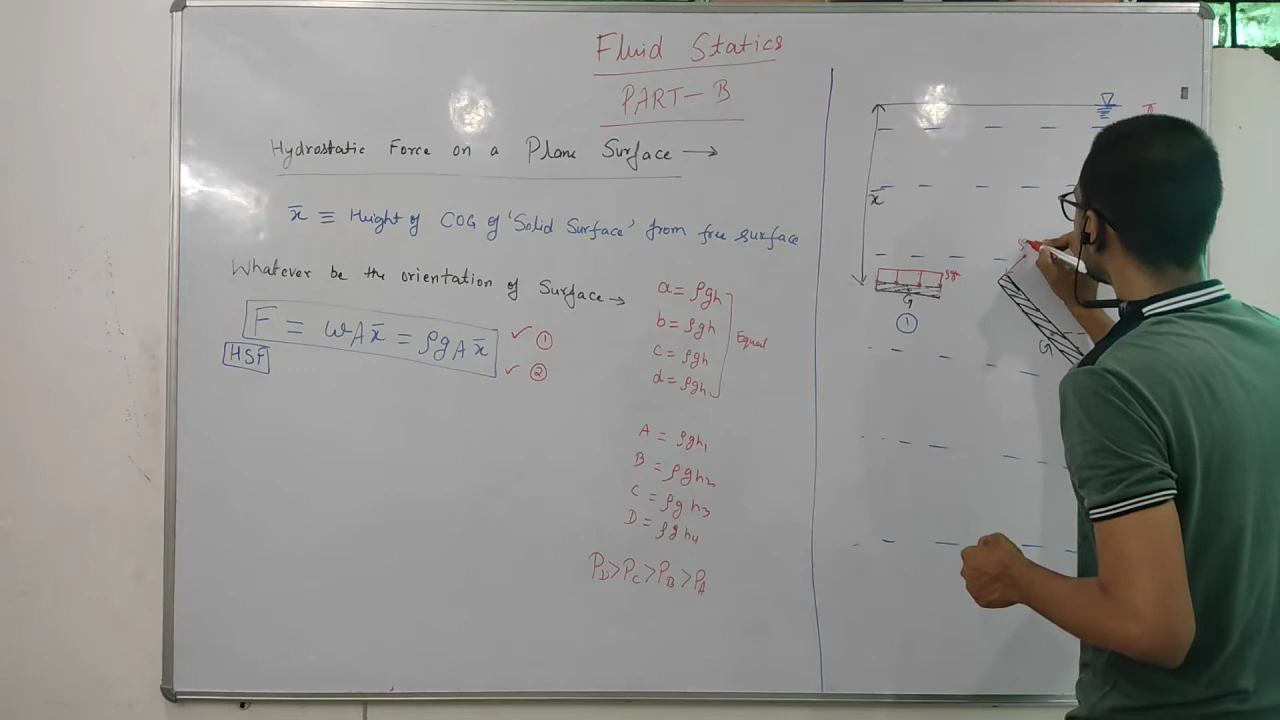 Fluid Statics
PART-B
Hydrostatic Force on a Plane Surface →
x̄ ≡ Height of COG of 'Solid Surface' from free surface
Whatever be the orientation of Surface →
F = wAx̄ = ρgAx̄
✓ ①
✓ ②
HSF
a = ρgh
b = ρgh
c = ρgh
d = ρgh
Equal
A = ρgh₁
B = ρgh₂
C = ρgh₃
D = ρgh₄
P_D>P_C>P_B>P_A
x̄
ρgh
G
①
G